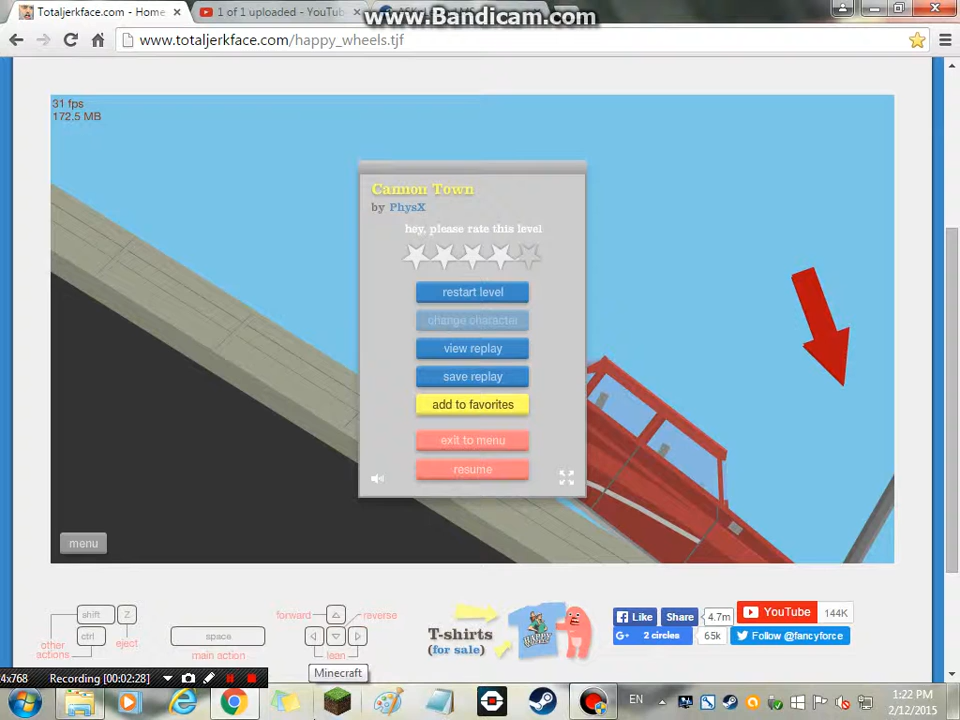 www.Bandicam.com
Totaljerkface.com - Home
1 of 1 uploaded - YouTub
www.totaljerkface.com/happy_wheels.tjf
31 fps
172.5 MB
Cannon Town
by PhysX
hey, please rate this level
restart level
change character
view replay
save replay
add to favorites
exit to menu
resume
menu
shift
Z
ctrl
other actions
eject
space
main action
forward
reverse
lean
T-shirts
(for sale)
Like
Share
4.7m
YouTube
144K
2 circles
65k
Follow @fancyforce
Minecraft
4x768
Recording [00:02:28]
EN
1:22 PM
2/12/2015